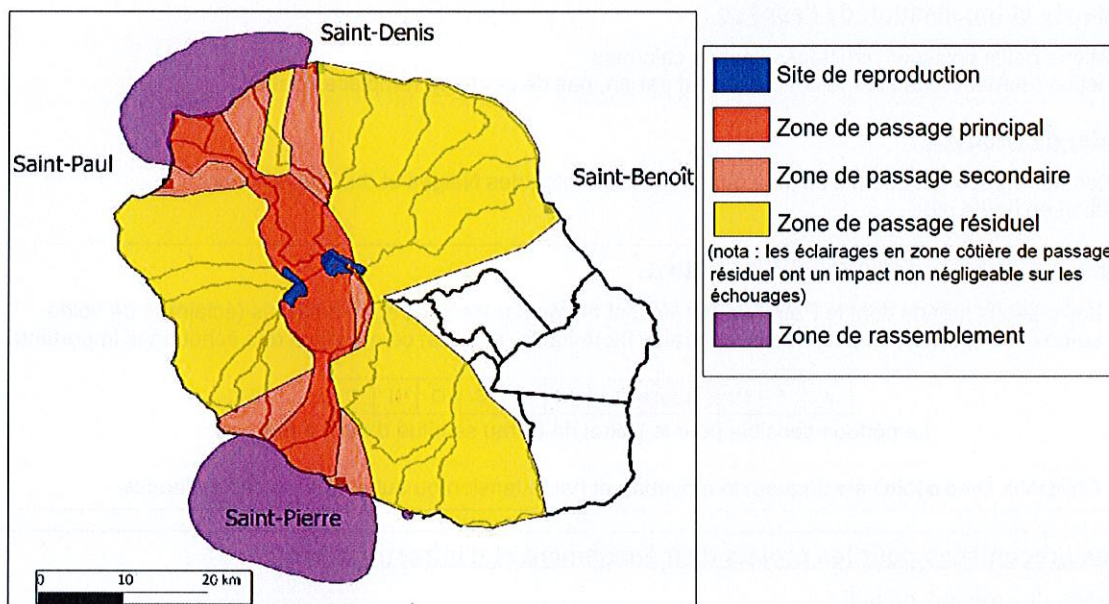 Saint-Denis
Saint-Paul
Saint-Benoît
Saint-Pierre
0 10 20 km
Site de reproduction
Zone de passage principal
Zone de passage secondaire
Zone de passage résiduel
(nota : les éclairages en zone côtière de passage
résiduel ont un impact non négligeable sur les
échouages)
Zone de rassemblement